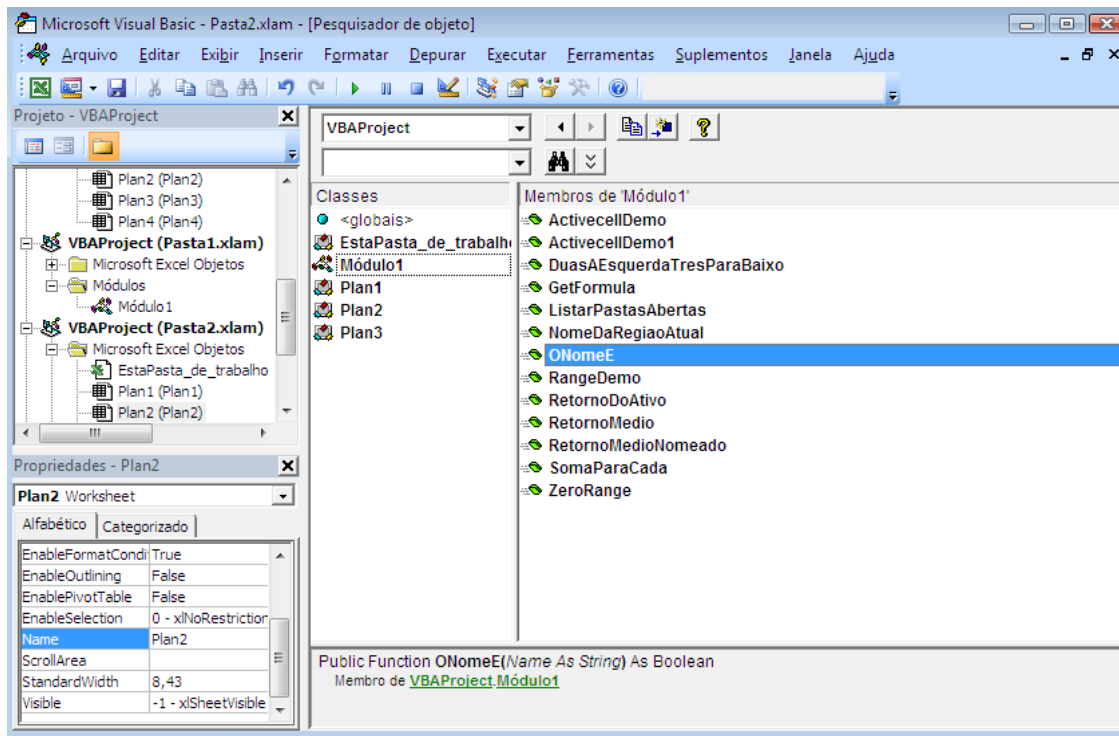 Microsoft Visual Basic - Pasta2.xlam - [Pesquisador de objeto]
Arquivo Editar Exibir Inserir Formatar Depurar Executar Ferramentas Suplementos Janela Ajuda
Projeto - VBAProject
Plan2 (Plan2)
Plan3 (Plan3)
Plan4 (Plan4)
VBAProject (Pasta1.xlam)
Microsoft Excel Objetos
Módulos
Módulo1
VBAProject (Pasta2.xlam)
Microsoft Excel Objetos
EstaPasta_de_trabalho
Plan1 (Plan1)
Plan2 (Plan2)
Propriedades - Plan2
Plan2 Worksheet
Alfabético Categorizado
EnableFormatCondi True
EnableOutlining False
EnablePivotTable False
EnableSelection 0 - xlNoRestriction
Name Plan2
ScrollArea
StandardWidth 8,43
Visible -1 - xlSheetVisible
VBAProject
Classes
<globais>
EstaPasta_de_trabalh
Módulo1
Plan1
Plan2
Plan3
Membros de 'Módulo1'
ActivecellDemo
ActivecellDemo1
DuasAEsquerdaTresParaBaixo
GetFormula
ListarPastasAbertas
NomeDaRegiaoAtual
ONomeE
RangeDemo
RetornoDoAtivo
RetornoMedio
RetornoMedioNomeado
SomaParaCada
ZeroRange
Public Function ONomeE(Name As String) As Boolean
Membro de VBAProject.Módulo1